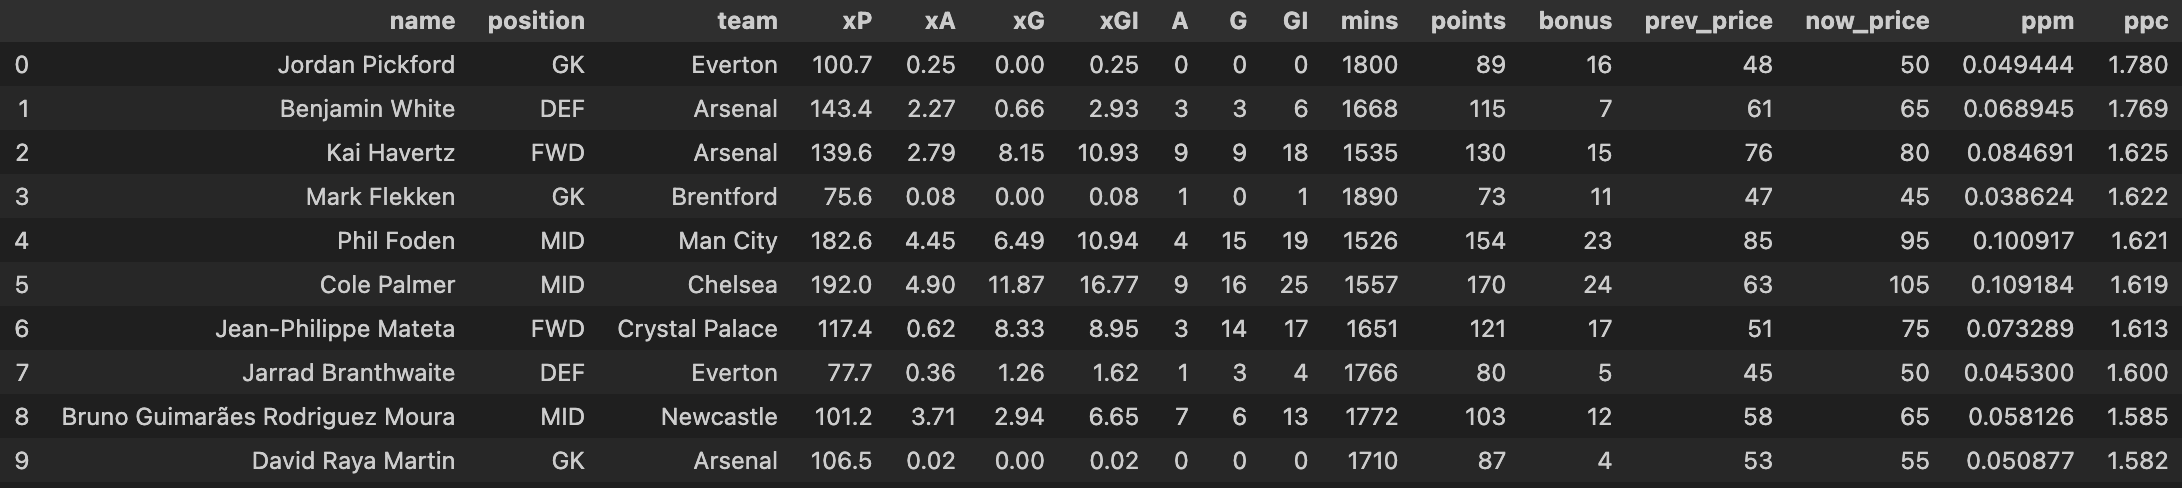 name position team xP xA xG xGI A G GI mins points bonus prev_price now_price ppm ppc
0 Jordan Pickford GK Everton 100.7 0.25 0.00 0.25 0 0 0 1800 89 16 48 50 0.049444 1.780
1 Benjamin White DEF Arsenal 143.4 2.27 0.66 2.93 3 3 6 1668 115 7 61 65 0.068945 1.769
2 Kai Havertz FWD Arsenal 139.6 2.79 8.15 10.93 9 9 18 1535 130 15 76 80 0.084691 1.625
3 Mark Flekken GK Brentford 75.6 0.08 0.00 0.08 1 0 1 1890 73 11 47 45 0.038624 1.622
4 Phil Foden MID Man City 182.6 4.45 6.49 10.94 4 15 19 1526 154 23 85 95 0.100917 1.621
5 Cole Palmer MID Chelsea 192.0 4.90 11.87 16.77 9 16 25 1557 170 24 63 105 0.109184 1.619
6 Jean-Philippe Mateta FWD Crystal Palace 117.4 0.62 8.33 8.95 3 14 17 1651 121 17 51 75 0.073289 1.613
7 Jarrad Branthwaite DEF Everton 77.7 0.36 1.26 1.62 1 3 4 1766 80 5 45 50 0.045300 1.600
8 Bruno Guimarães Rodriguez Moura MID Newcastle 101.2 3.71 2.94 6.65 7 6 13 1772 103 12 58 65 0.058126 1.585
9 David Raya Martin GK Arsenal 106.5 0.02 0.00 0.02 0 0 0 1710 87 4 53 55 0.050877 1.582